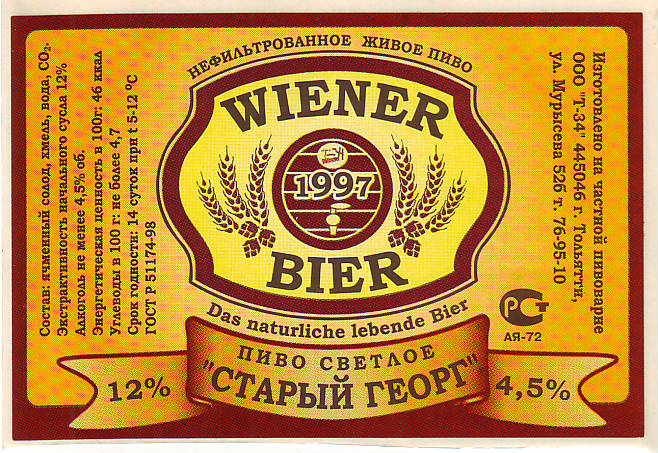 НЕФИЛЬТРОВАННОЕ ЖИВОЕ ПИВО
WIENER
1997
BIER
Das naturliche lebende Bier
ПИВО СВЕТЛОЕ
"СТАРЫЙ ГЕОРГ"
12%
4,5%
Состав: ячменный солод, хмель, вода, CO₂.
Экстрактивность начального сусла 12%
Алкоголь не менее 4,5% об.
Энергетическая ценность в 100г: 46 ккал
Углеводы в 100 г: не более 4,7
Срок годности: 14 суток при t 5-12 °C
ГОСТ Р 51174-98
Изготовлено на частной пивоварне
ООО "Т-34" 445046 г. Тольятти,
ул. Мурысева 52б т. 76-95-10
РСТ
АЯ-72